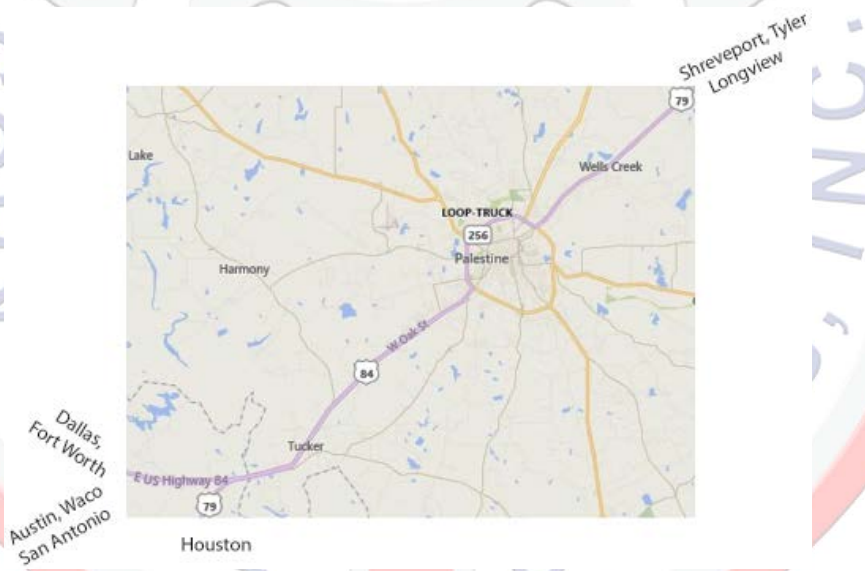 Shreveport, Tyler
Longview
79
Lake
Wells Creek
LOOP-TRUCK
256
Palestine
Harmony
W Oak St
84
Dallas,
Fort Worth
Tucker
E US Highway 84
79
Austin, Waco
San Antonio
Houston
INC.